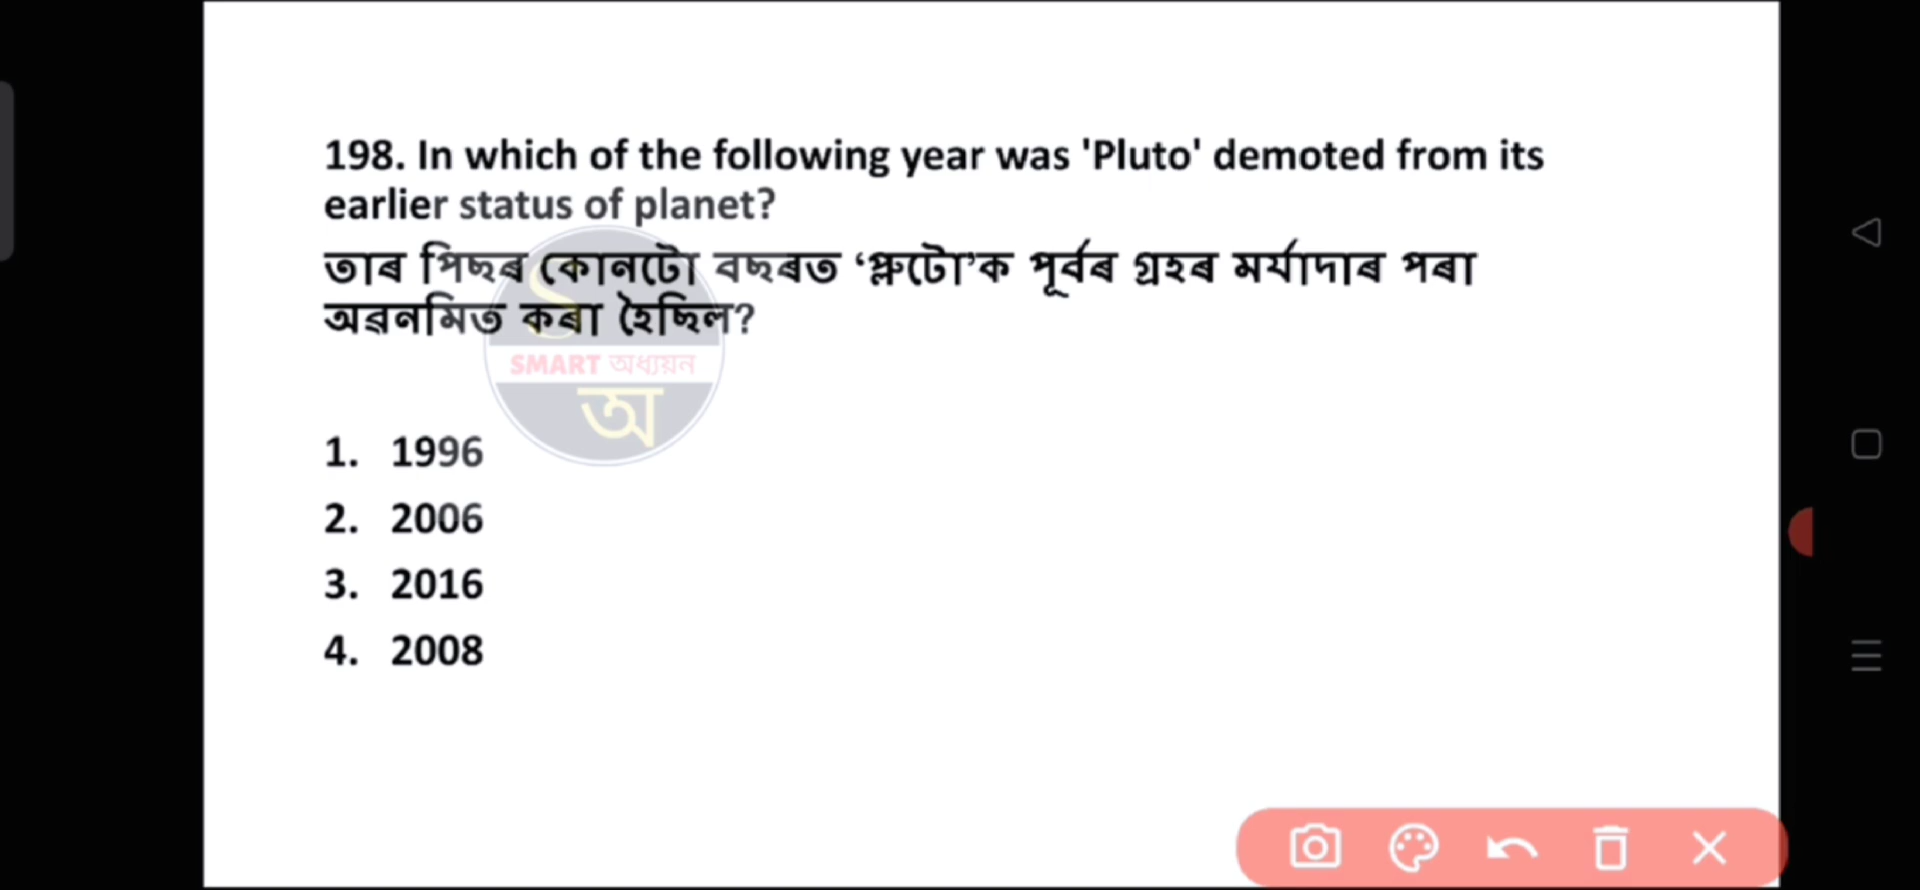 198. In which of the following year was 'Pluto' demoted from its
earlier status of planet?
তাৰ পিছৰ কোনটো বছৰত ‘প্লুটো’ক পূৰ্বৰ গ্ৰহৰ মৰ্যাদাৰ পৰা
অৱনমিত কৰা হৈছিল?
SMART অধ্যয়ন
অ
1. 1996
2. 2006
3. 2016
4. 2008